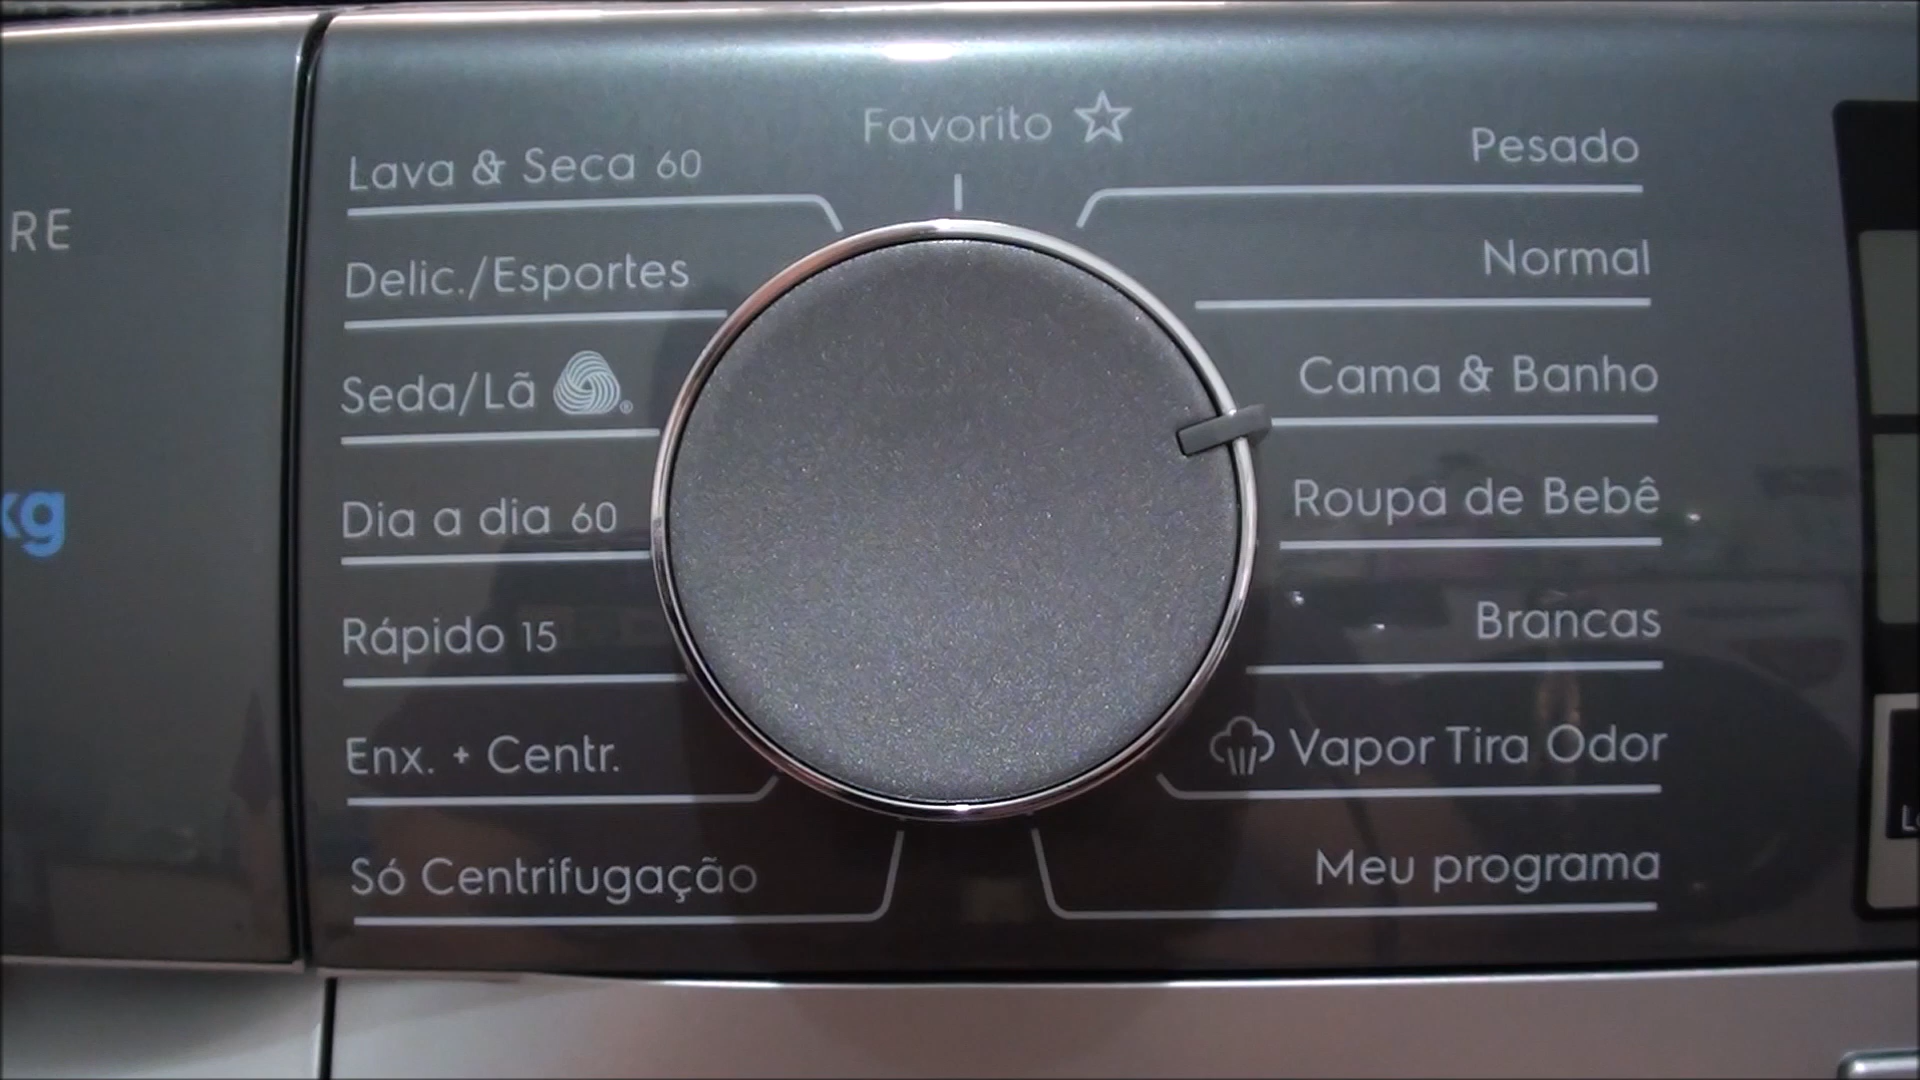 RE
kg
Favorito
Lava & Seca 60
Delic./Esportes
Seda/Lã ®
Dia a dia 60
Rápido 15
Enx. + Centr.
Só Centrifugação
Pesado
Normal
Cama & Banho
Roupa de Bebê
Brancas
Vapor Tira Odor
Meu programa